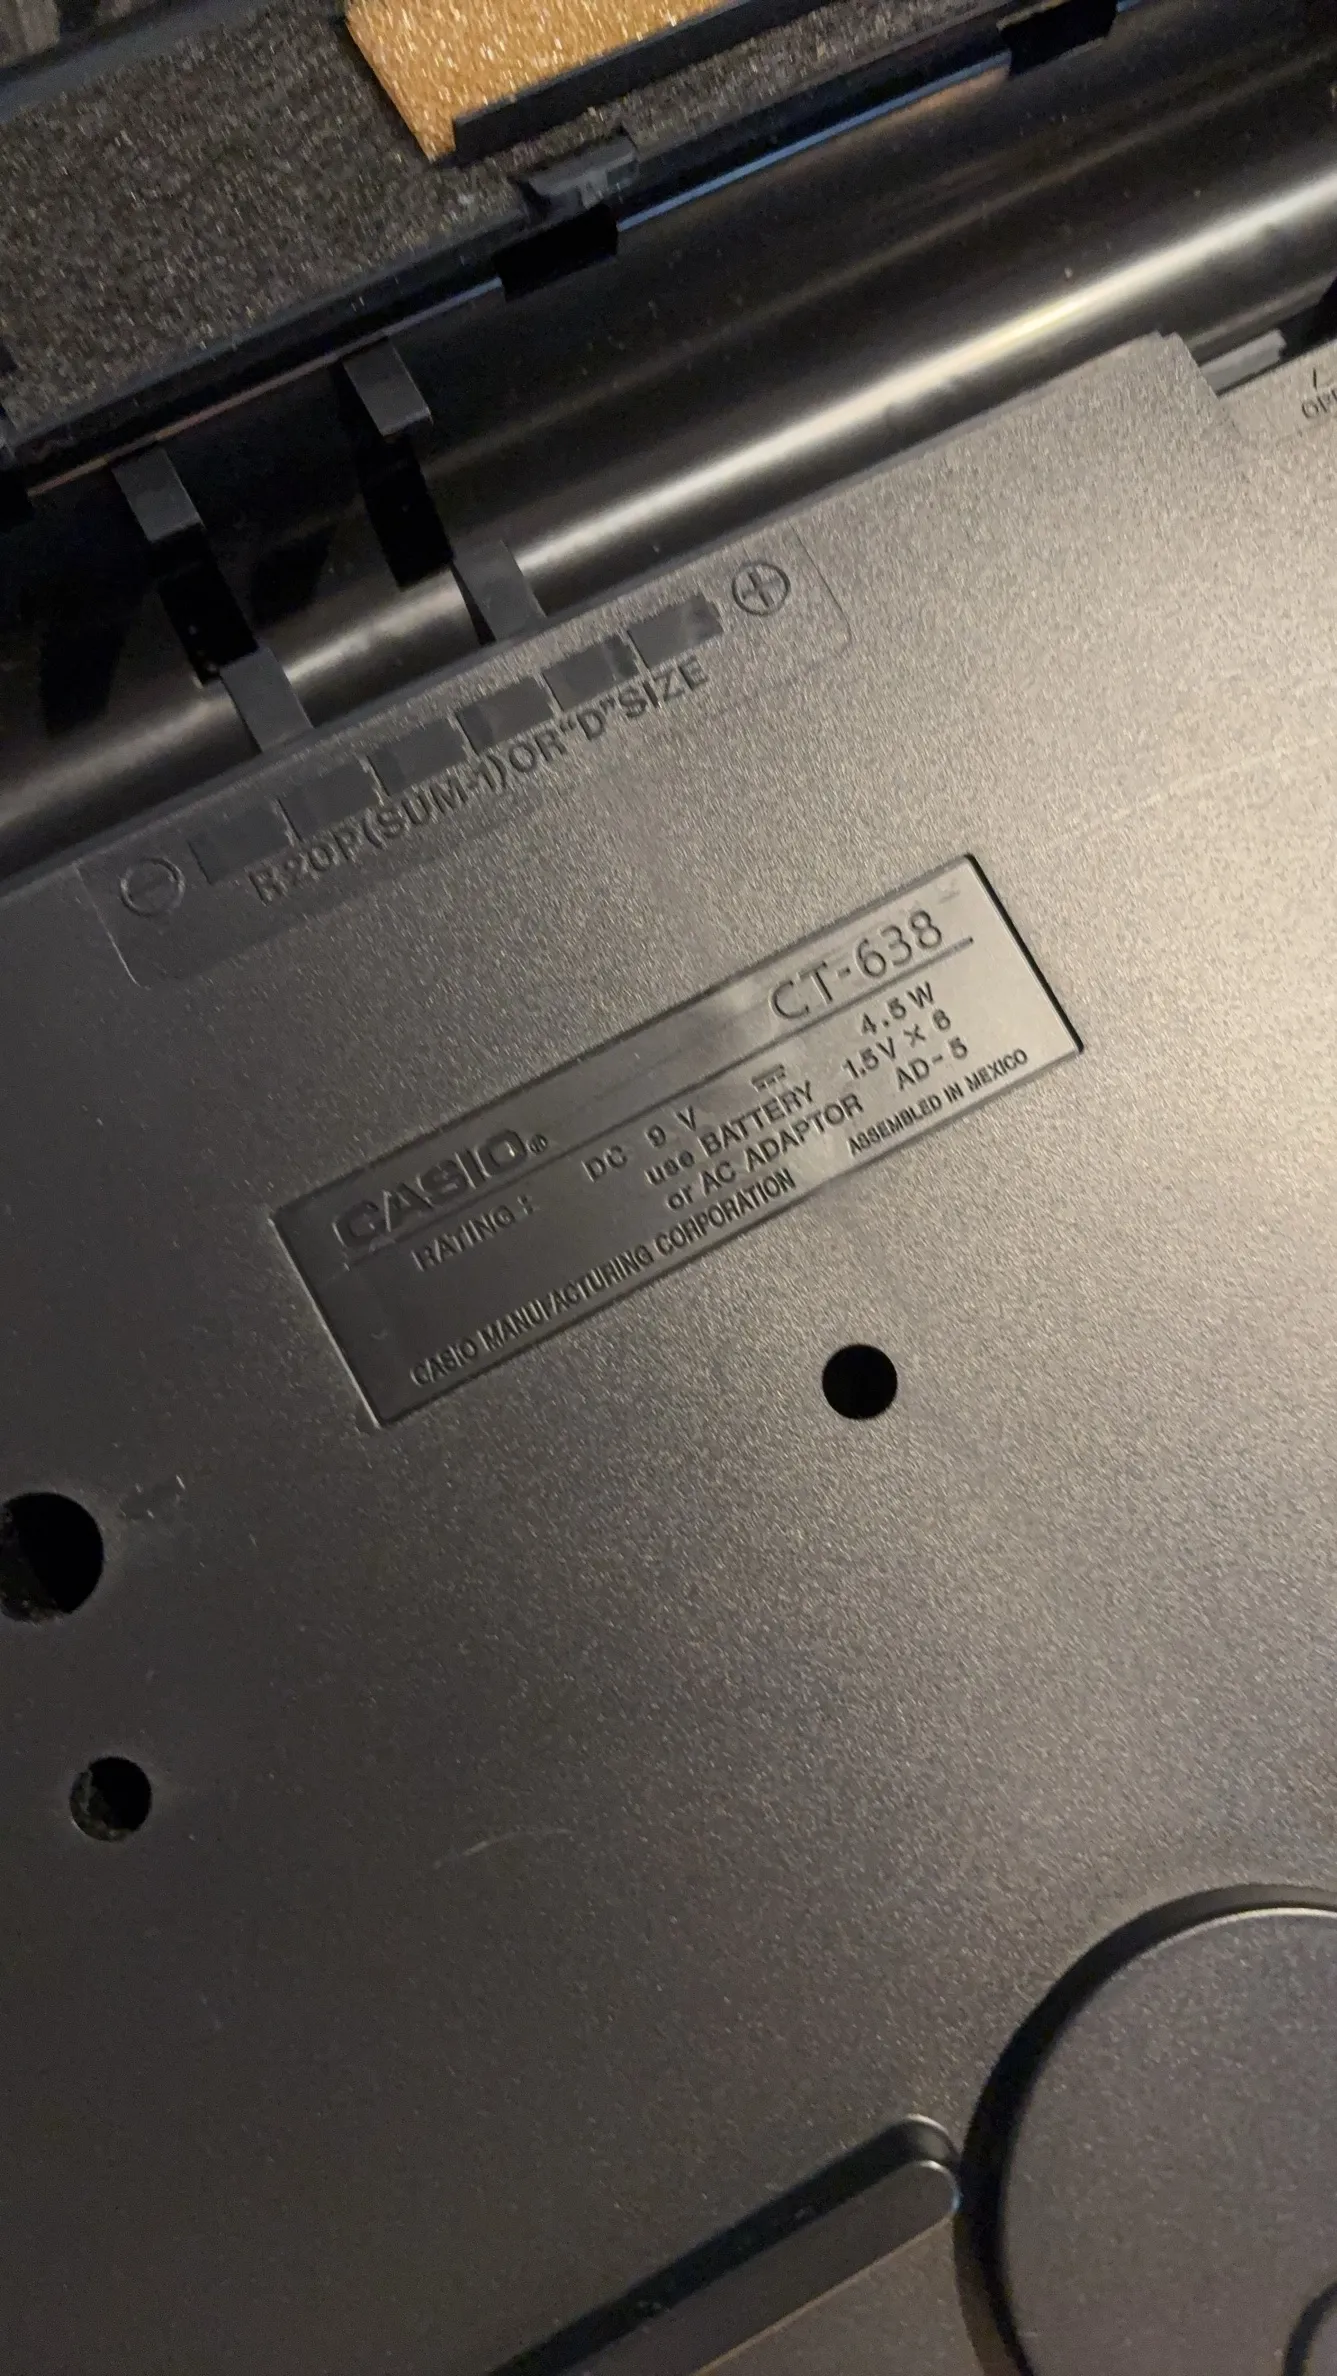 R20P(SUM-1)OR"D"SIZE
CASIO® CT-638
RATING: DC 9 V ⎓ 4.5W
use BATTERY 1.5V × 6
or AC ADAPTOR AD-5
CASIO MANUFACTURING CORPORATION ASSEMBLED IN MEXICO